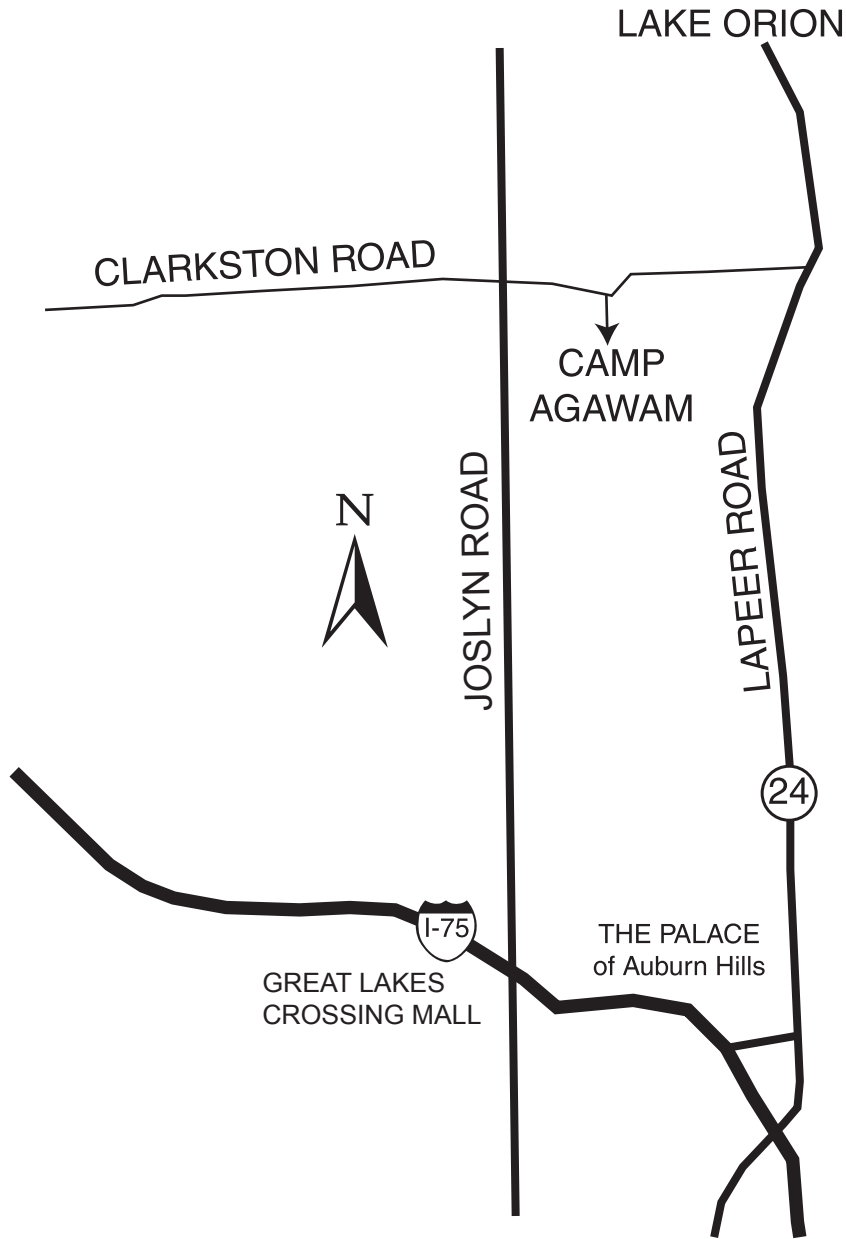 LAKE ORION
CLARKSTON ROAD
CAMP
AGAWAM
JOSLYN ROAD
LAPEER ROAD
N
24
I-75
THE PALACE
of Auburn Hills
GREAT LAKES
CROSSING MALL